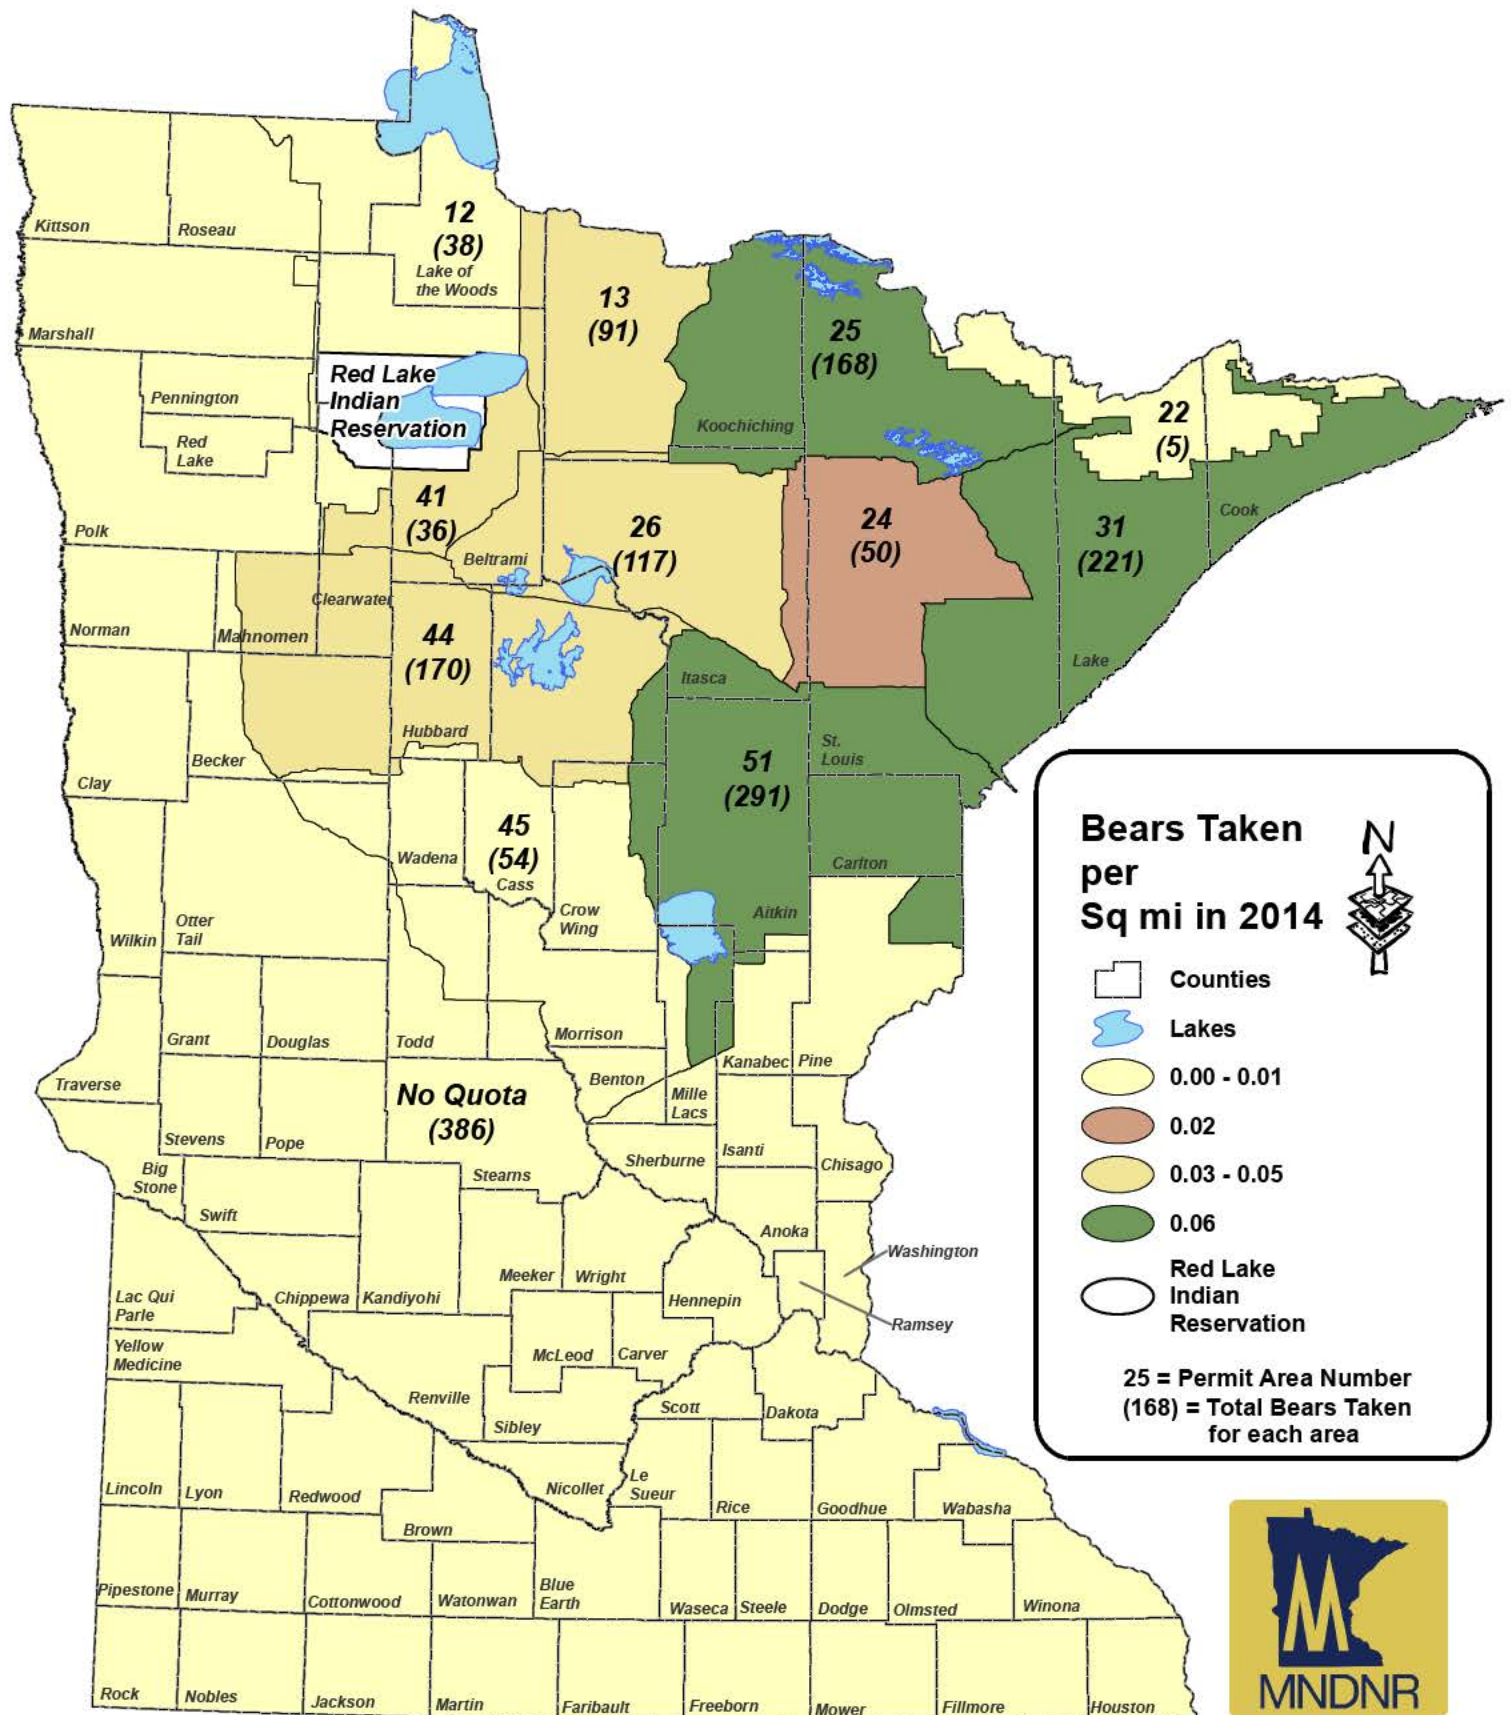 12
(38)
Kittson
Roseau
Lake of
the Woods
13
(91)
25
(168)
Marshall
Red Lake
Indian
Reservation
Pennington
Red
Lake
Koochiching
22
(5)
41
(36)
26
(117)
24
(50)
31
(221)
Cook
Polk
Beltrami
Clearwater
Norman
Mahnomen
44
(170)
Itasca
Lake
Hubbard
Becker
Clay
St.
Louis
51
(291)
45
(54)
Wadena
Cass
Carlton
Crow
Wing
Aitkin
Otter
Tail
Wilkin
Grant
Douglas
Todd
Morrison
Kanabec
Pine
Traverse
Benton
Mille
Lacs
No Quota
(386)
Stevens
Pope
Big
Stone
Stearns
Sherburne
Isanti
Chisago
Swift
Anoka
Washington
Meeker
Wright
Lac Qui
Parle
Chippewa
Kandiyohi
Hennepin
Ramsey
Yellow
Medicine
McLeod
Carver
Renville
Sibley
Scott
Dakota
Lincoln
Lyon
Redwood
Nicollet
Le
Sueur
Rice
Goodhue
Wabasha
Brown
Pipestone
Murray
Cottonwood
Watonwan
Blue
Earth
Waseca
Steele
Dodge
Olmsted
Winona
Rock
Nobles
Jackson
Martin
Faribault
Freeborn
Mower
Fillmore
Houston
Bears Taken
per
Sq mi in 2014
N
Counties
Lakes
0.00 - 0.01
0.02
0.03 - 0.05
0.06
Red Lake
Indian
Reservation
25 = Permit Area Number
(168) = Total Bears Taken
for each area
M
MNDNR